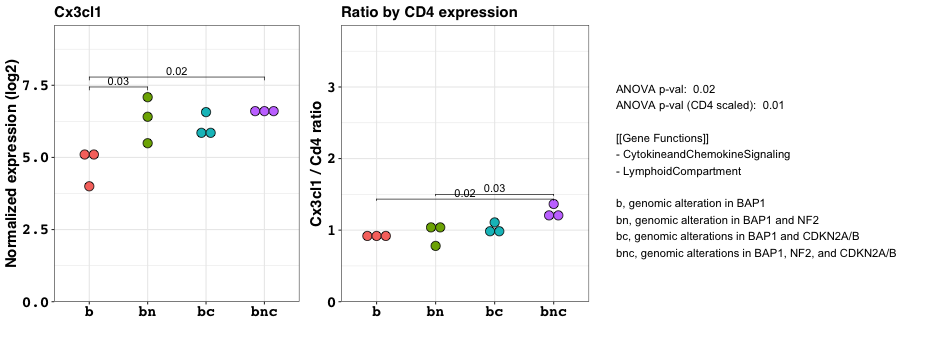 Cx3cl1
Normalized expression (log2)
7.5
5.0
2.5
0.0
0.02
0.03
b
bn
bc
bnc
Ratio by CD4 expression
Cx3cl1 / Cd4 ratio
3
2
1
0
0.03
0.02
b
bn
bc
bnc
ANOVA p-val: 0.02
ANOVA p-val (CD4 scaled): 0.01
[[Gene Functions]]
- CytokineandChemokineSignaling
- LymphoidCompartment
b, genomic alteration in BAP1
bn, genomic alteration in BAP1 and NF2
bc, genomic alterations in BAP1 and CDKN2A/B
bnc, genomic alterations in BAP1, NF2, and CDKN2A/B